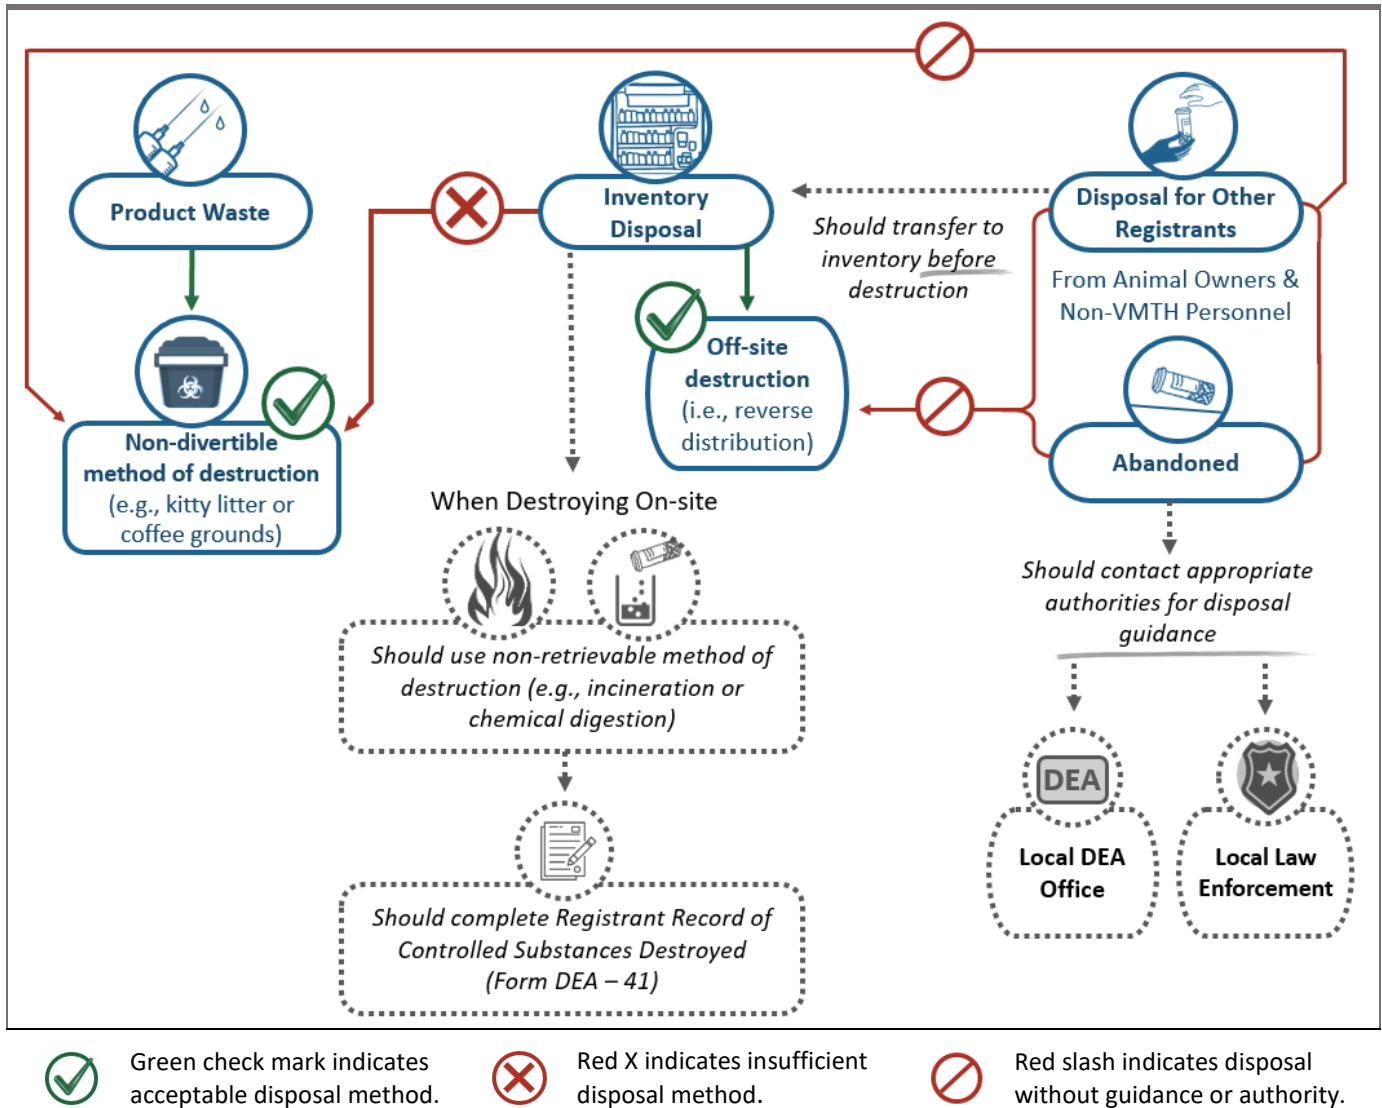 Product Waste
Inventory
Disposal
Disposal for Other
Registrants
Should transfer to
inventory before
destruction
From Animal Owners &
Non-VMTH Personnel
Off-site
destruction
(i.e., reverse
distribution)
Non-divertible
method of destruction
(e.g., kitty litter or
coffee grounds)
Abandoned
When Destroying On-site
Should contact appropriate
authorities for disposal
guidance
Should use non-retrievable method of
destruction (e.g., incineration or
chemical digestion)
DEA
Local DEA
Office
Local Law
Enforcement
Should complete Registrant Record of
Controlled Substances Destroyed
(Form DEA – 41)
Green check mark indicates
acceptable disposal method.
Red X indicates insufficient
disposal method.
Red slash indicates disposal
without guidance or authority.